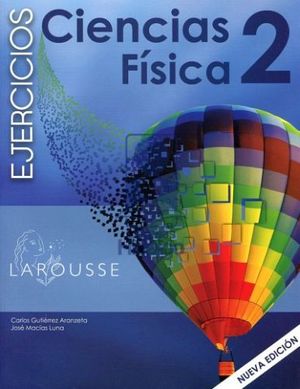 EJERCICIOS
Ciencias 2
Física
LAROUSSE
Carlos Gutiérrez Aranzeta
José Macías Luna
NUEVA EDICIÓN